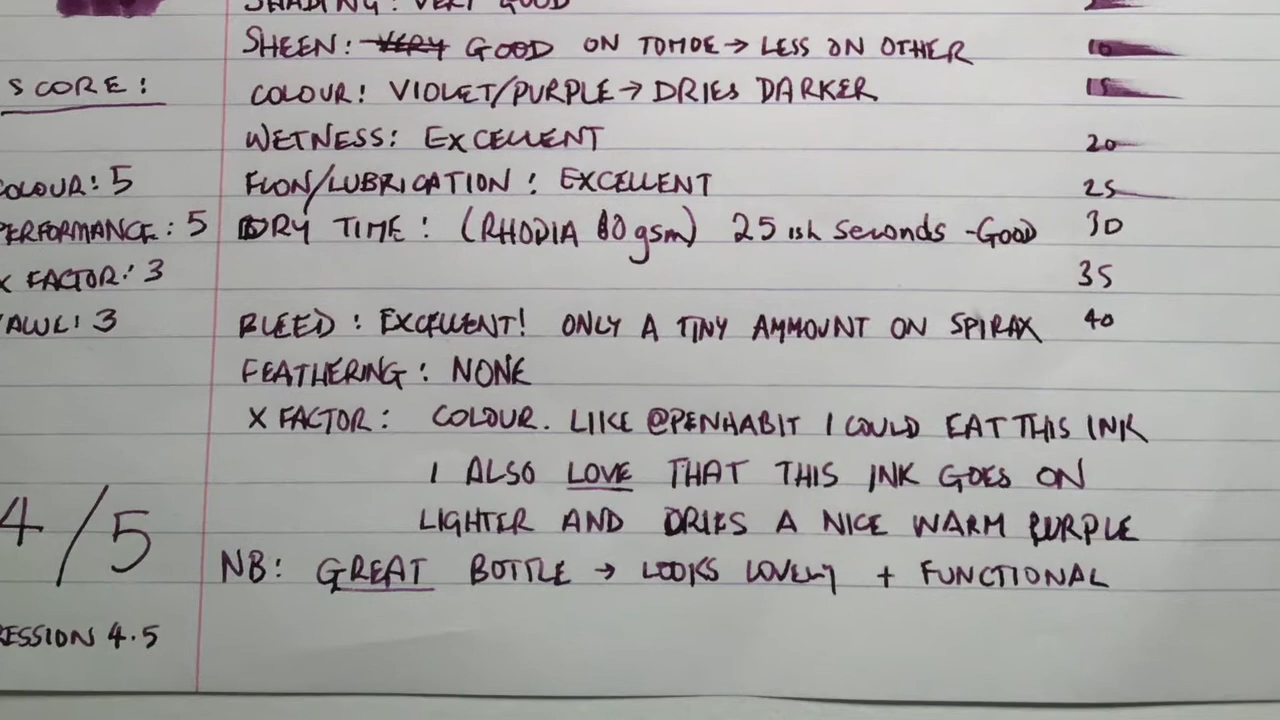 SHADING: VERY GOOD
SHEEN: VERY GOOD ON TOMOE → LESS ON OTHER 10
SCORE:
COLOUR: VIOLET/PURPLE → DRIES DARKER 15
WETNESS: EXCELLENT 20
COLOUR: 5 FLOW/LUBRICATION: EXCELLENT 25
PERFORMANCE: 5 DRY TIME: (RHODIA 80gsm) 25 ish Seconds - GOOD 30
X FACTOR: 3 35
VALUE: 3 BLEED: EXCELLENT! ONLY A TINY AMMOUNT ON SPIRAX 40
FEATHERING: NONE
X FACTOR: COLOUR. LIKE @PENHABIT I COULD EAT THIS INK
I ALSO LOVE THAT THIS INK GOES ON
4/5 LIGHTER AND DRIES A NICE WARM PURPLE
NB: GREAT BOTTLE → LOOKS LOVELY + FUNCTIONAL
ESSION 4.5